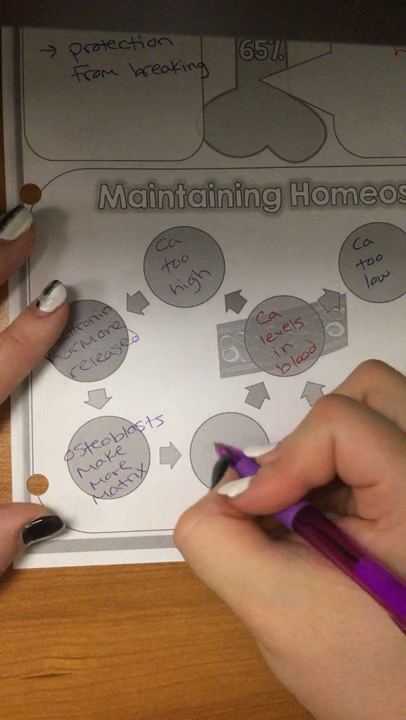 → protection
from breaking
65%
Maintaining Homeos
Ca
too
high
Ca
too
low
Ca
levels
in
blood
hormone
released
osteoblasts
make
more
matrix